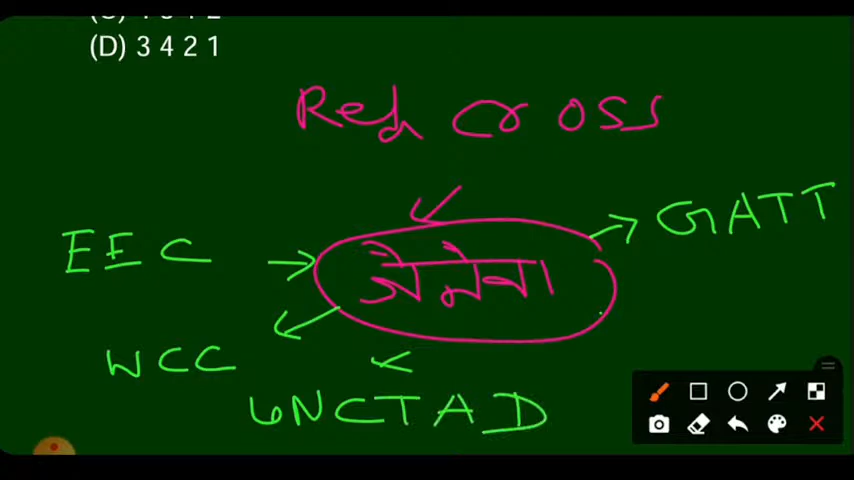 (D) 3 4 2 1
Red Cross
EEC
जेनेवा
GATT
WCC
UNCTAD